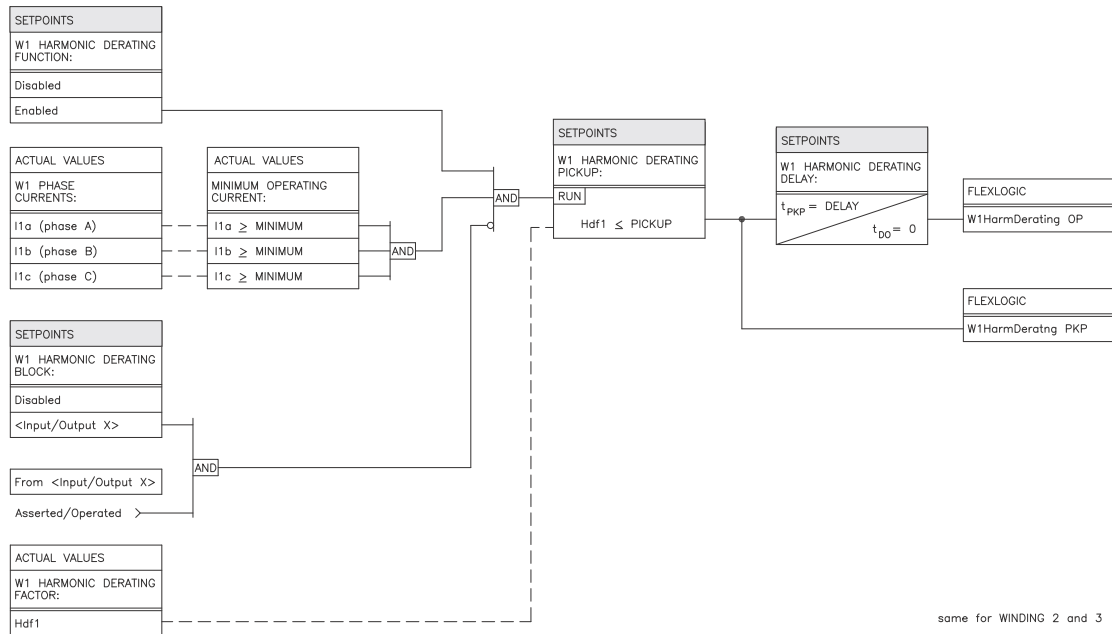 SETPOINTS
W1 HARMONIC DERATING
FUNCTION:
Disabled
Enabled
ACTUAL VALUES
W1 PHASE
CURRENTS:
I1a (phase A)
I1b (phase B)
I1c (phase C)
ACTUAL VALUES
MINIMUM OPERATING
CURRENT:
I1a ≥ MINIMUM
I1b ≥ MINIMUM
I1c ≥ MINIMUM
AND
SETPOINTS
W1 HARMONIC DERATING
BLOCK:
Disabled
<Input/Output X>
From <Input/Output X>
Asserted/Operated
AND
ACTUAL VALUES
W1 HARMONIC DERATING
FACTOR:
Hdf1
AND
SETPOINTS
W1 HARMONIC DERATING
PICKUP:
RUN
Hdf1 ≤ PICKUP
SETPOINTS
W1 HARMONIC DERATING
DELAY:
tPKP = DELAY
tDO = 0
FLEXLOGIC
W1HarmDerating OP
FLEXLOGIC
W1HarmDeratng PKP
same for WINDING 2 and 3